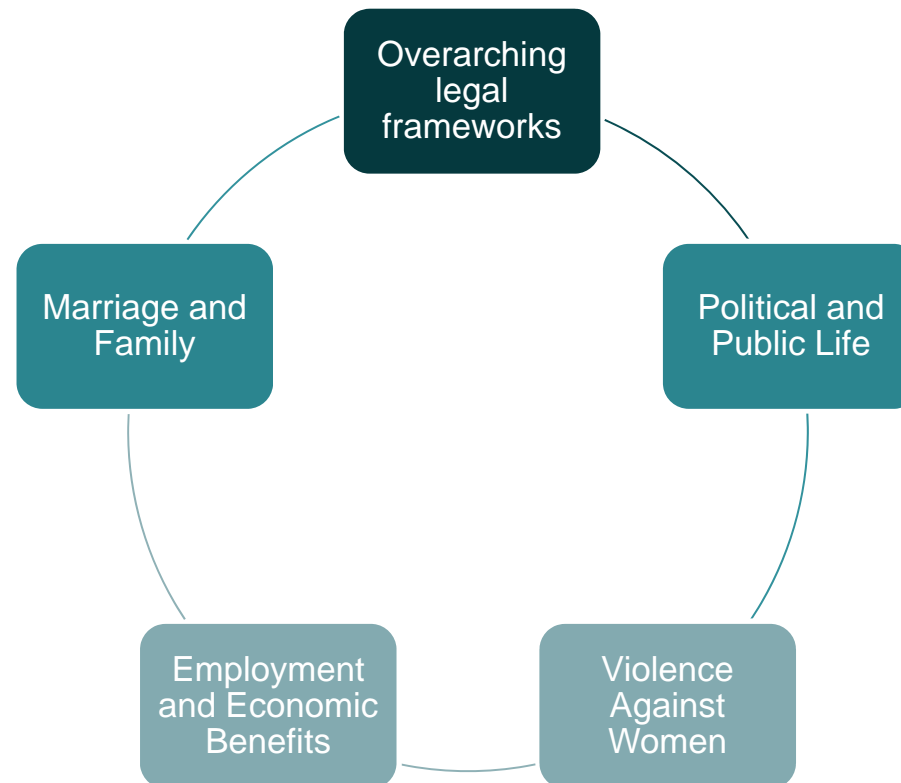 Overarching
legal
frameworks
Marriage and
Family
Political and
Public Life
Employment
and Economic
Benefits
Violence
Against
Women